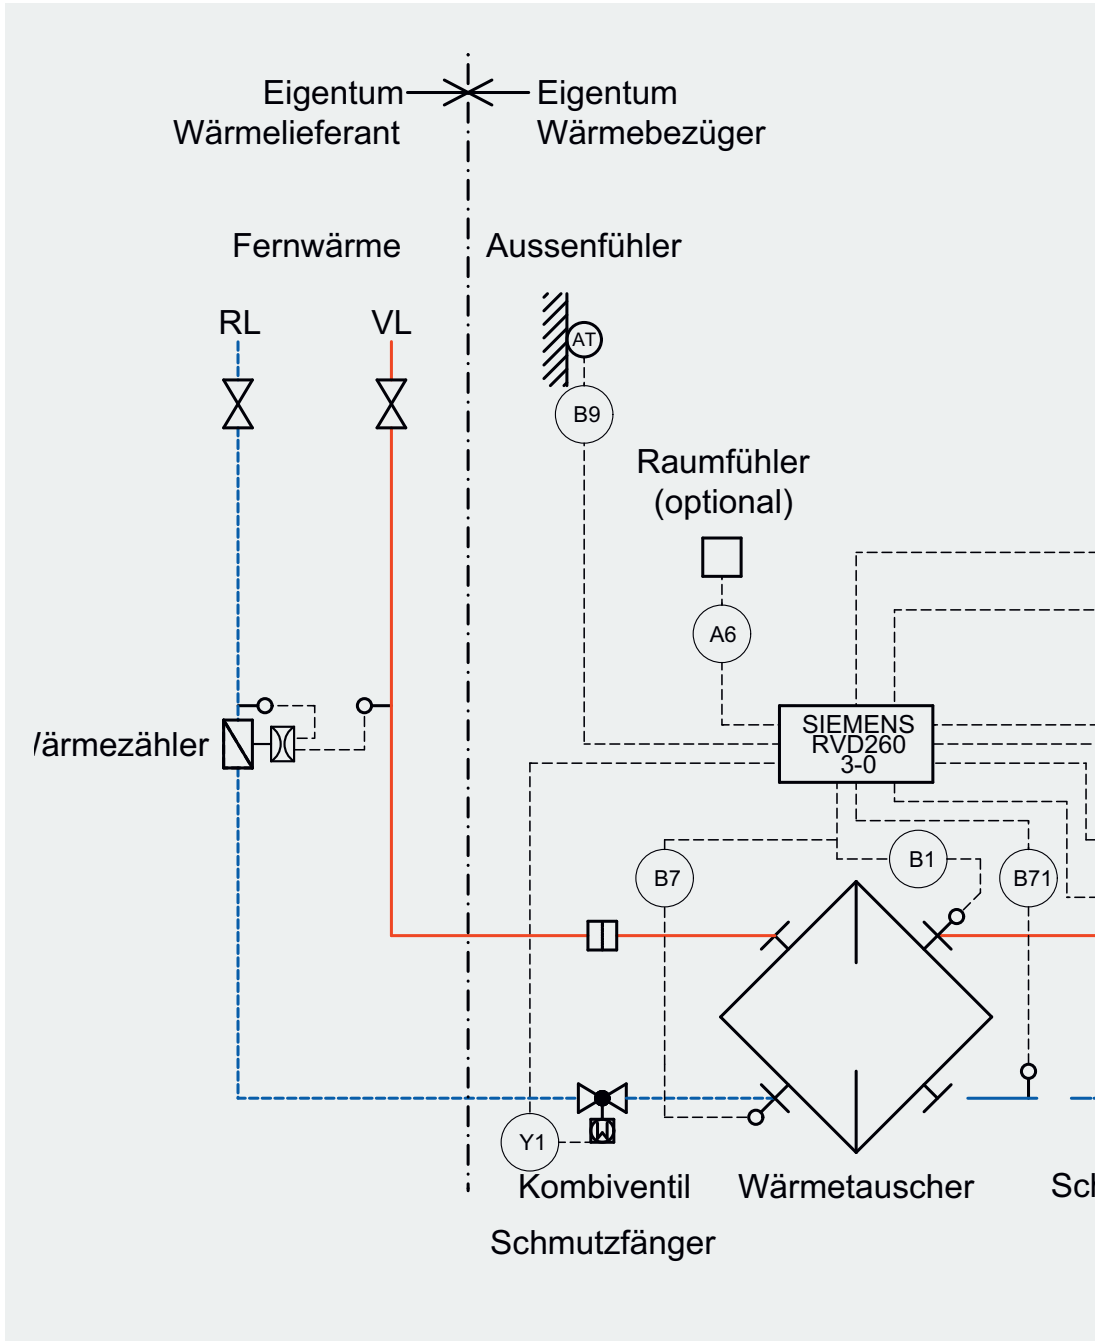 Eigentum
Wärmelieferant
Eigentum
Wärmebezüger
Fernwärme
Aussenfühler
RL
VL
AT
B9
Raumfühler
(optional)
A6
SIEMENS
RVD260
3-0
B7
B1
B71
Y1
Kombiventil
Wärmetauscher
Schmutzfänger